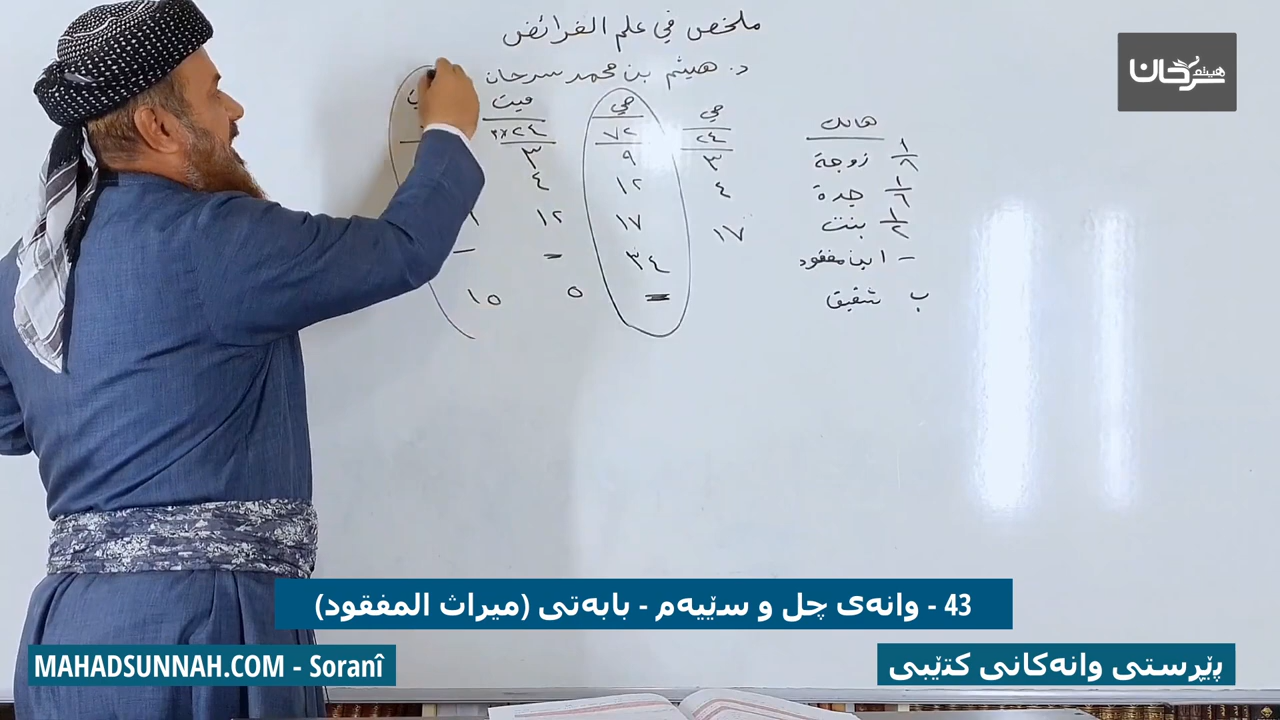 ملخص في علم الفرائض
د. هيثم بن محمد سرحان
هيثم سرحان
هالك حي حي ميت
٢٤ ٧٢ ٢٤×٣
١/٨ زوجة ٣ ٩ ٣
١/٦ جدة ٤ ١٢ ٤
١/٢ بنت ١٧ ١٧ ١٢
- ابن مفقود ٣٤ -
ب شقيق = ٥ ١٥
43 - وانەی چل و سێیەم - بابەتی (میراث المفقود)
MAHADSUNNAH.COM - Soranî
پێڕستی وانەکانی کتێبی